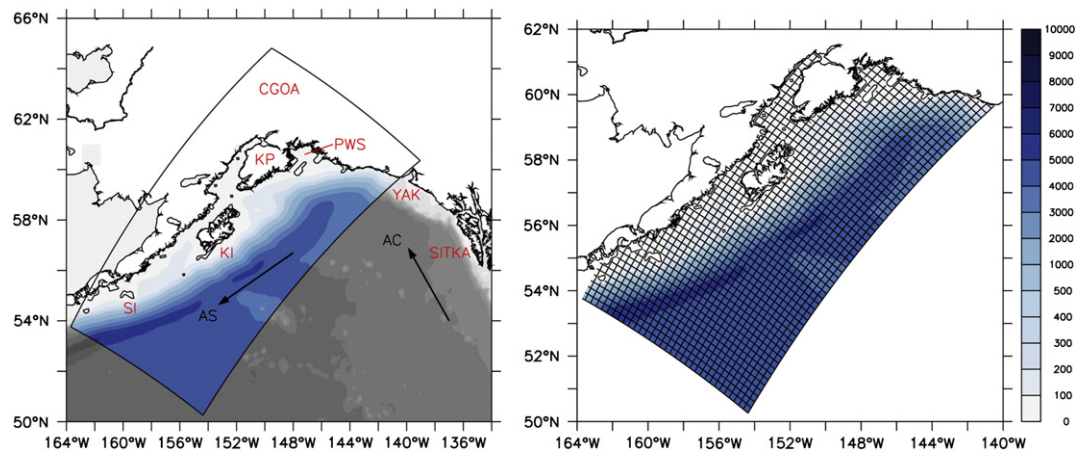 66°N
62°N
58°N
54°N
50°N
164°W 160°W 156°W 152°W 148°W 144°W 140°W 136°W
CGOA
PWS
KP
YAK
KI
AC
SITKA
SI
AS
62°N
60°N
58°N
56°N
54°N
52°N
50°N
164°W 160°W 156°W 152°W 148°W 144°W 140°W
10000
9000
8000
7000
6000
5000
4000
3000
2000
1000
500
400
300
200
100
0